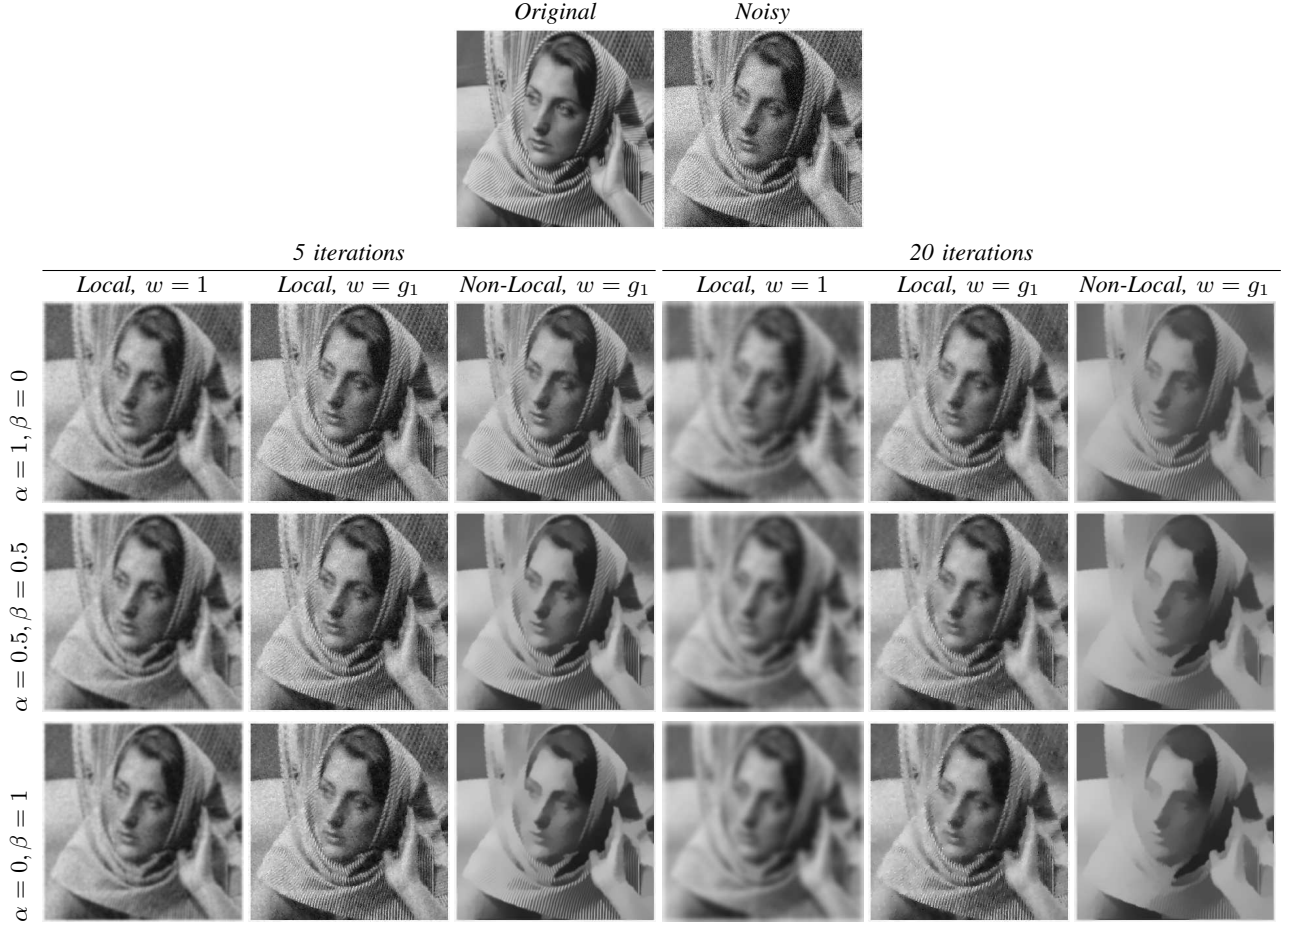 Original Noisy
5 iterations 20 iterations
Local, w = 1 Local, w = g₁ Non-Local, w = g₁ Local, w = 1 Local, w = g₁ Non-Local, w = g₁
α = 1, β = 0
α = 0.5, β = 0.5
α = 0, β = 1